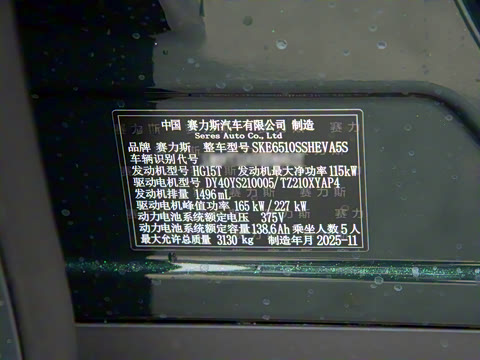 中国 赛力斯汽车有限公司 制造
Seres Auto Co., Ltd
品牌 赛力斯 整车型号 SKE6510SSHEVA5S
车辆识别代号
发动机型号 HG15T 发动机最大净功率 115kW
驱动电机型号 DY40YS210005/TZ210XYAP4
发动机排量 1496mL
驱动电机峰值功率 165 kW/227 kW
动力电池系统额定电压 375V
动力电池系统额定容量 138.6Ah 乘坐人数 5人
最大允许总质量 3130 kg 制造年月 2025-11